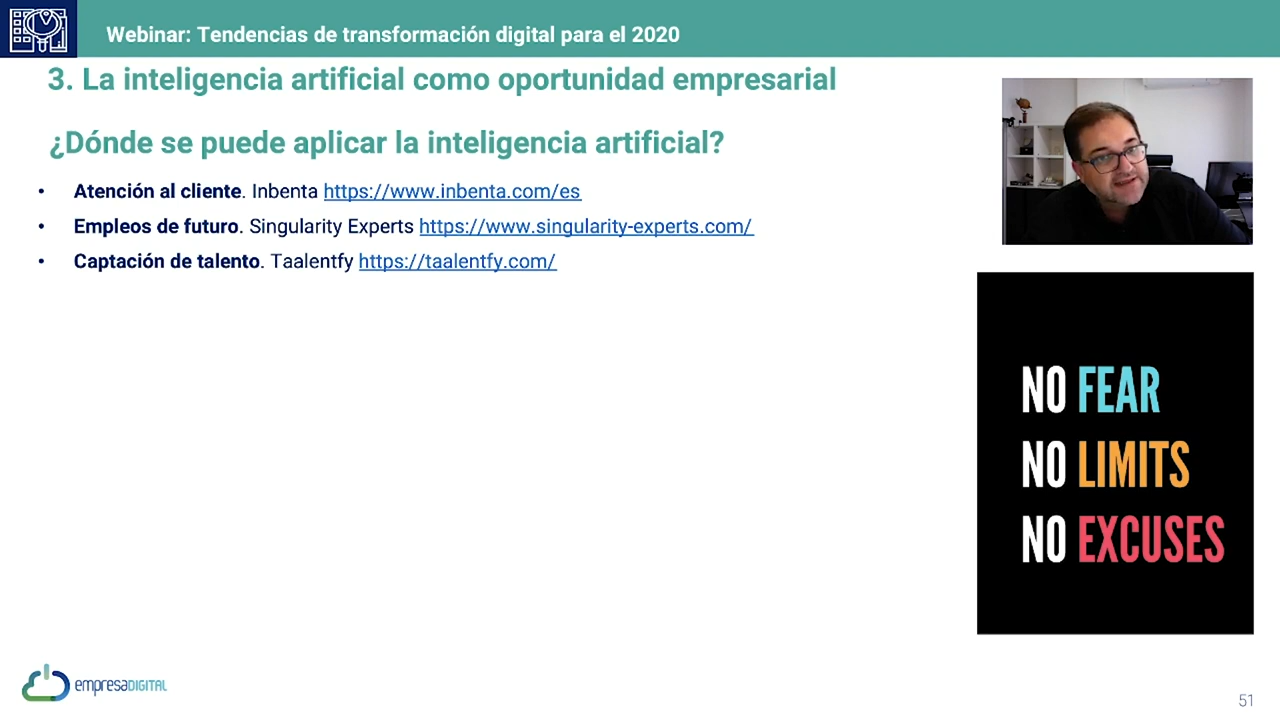 Webinar: Tendencias de transformación digital para el 2020
3. La inteligencia artificial como oportunidad empresarial
¿Dónde se puede aplicar la inteligencia artificial?
• Atención al cliente. Inbenta https://www.inbenta.com/es
• Empleos de futuro. Singularity Experts https://www.singularity-experts.com/
• Captación de talento. Taalentfy https://taalentfy.com/
NO FEAR
NO LIMITS
NO EXCUSES
empresaDIGITAL
51